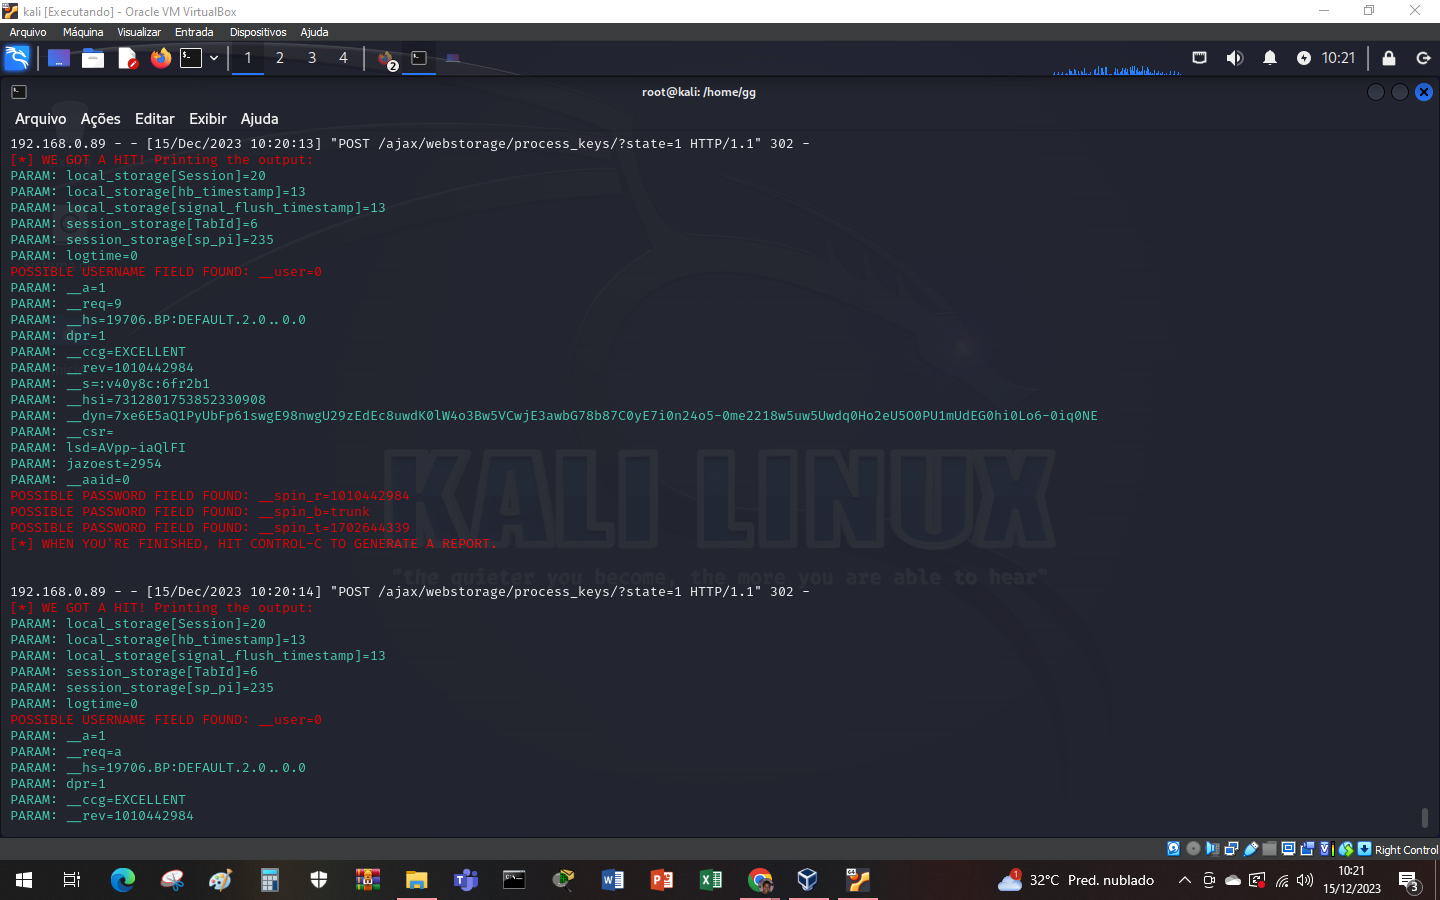 kali [Executando] - Oracle VM VirtualBox
Arquivo Máquina Visualizar Entrada Dispositivos Ajuda
1 2 3 4 2 10:21
root@kali: /home/gg
Arquivo Ações Editar Exibir Ajuda
192.168.0.89 - - [15/Dec/2023 10:20:13] "POST /ajax/webstorage/process_keys/?state=1 HTTP/1.1" 302 -
[*] WE GOT A HIT! Printing the output:
PARAM: local_storage[Session]=20
PARAM: local_storage[hb_timestamp]=13
PARAM: local_storage[signal_flush_timestamp]=13
PARAM: session_storage[TabId]=6
PARAM: session_storage[sp_pi]=235
PARAM: logtime=0
POSSIBLE USERNAME FIELD FOUND: __user=0
PARAM: __a=1
PARAM: __req=9
PARAM: __hs=19706.BP:DEFAULT.2.0..0.0
PARAM: dpr=1
PARAM: __ccg=EXCELLENT
PARAM: __rev=1010442984
PARAM: __s=:v40y8c:6fr2b1
PARAM: __hsi=7312801753852330908
PARAM: __dyn=7xe6E5aQ1PyUbFp61swgE98nwgU29zEdEc8uwdK0lW4o3Bw5VCwjE3awbG78b87C0yE7i0n24o5-0me2218w5uw5Uwdq0Ho2eU5O0PU1mUdEG0hi0Lo6-0iq0NE
PARAM: __csr=
PARAM: lsd=AVpp-iaQlFI
PARAM: jazoest=2954
PARAM: __aaid=0
POSSIBLE PASSWORD FIELD FOUND: __spin_r=1010442984
POSSIBLE PASSWORD FIELD FOUND: __spin_b=trunk
POSSIBLE PASSWORD FIELD FOUND: __spin_t=1702644339
[*] WHEN YOU'RE FINISHED, HIT CONTROL-C TO GENERATE A REPORT.
KALI LINUX
"the quieter you become, the more you are able to hear"
192.168.0.89 - - [15/Dec/2023 10:20:14] "POST /ajax/webstorage/process_keys/?state=1 HTTP/1.1" 302 -
[*] WE GOT A HIT! Printing the output:
PARAM: local_storage[Session]=20
PARAM: local_storage[hb_timestamp]=13
PARAM: local_storage[signal_flush_timestamp]=13
PARAM: session_storage[TabId]=6
PARAM: session_storage[sp_pi]=235
PARAM: logtime=0
POSSIBLE USERNAME FIELD FOUND: __user=0
PARAM: __a=1
PARAM: __req=a
PARAM: __hs=19706.BP:DEFAULT.2.0..0.0
PARAM: dpr=1
PARAM: __ccg=EXCELLENT
PARAM: __rev=1010442984
Right Control
1 32°C Pred. nublado 10:21
15/12/2023 3